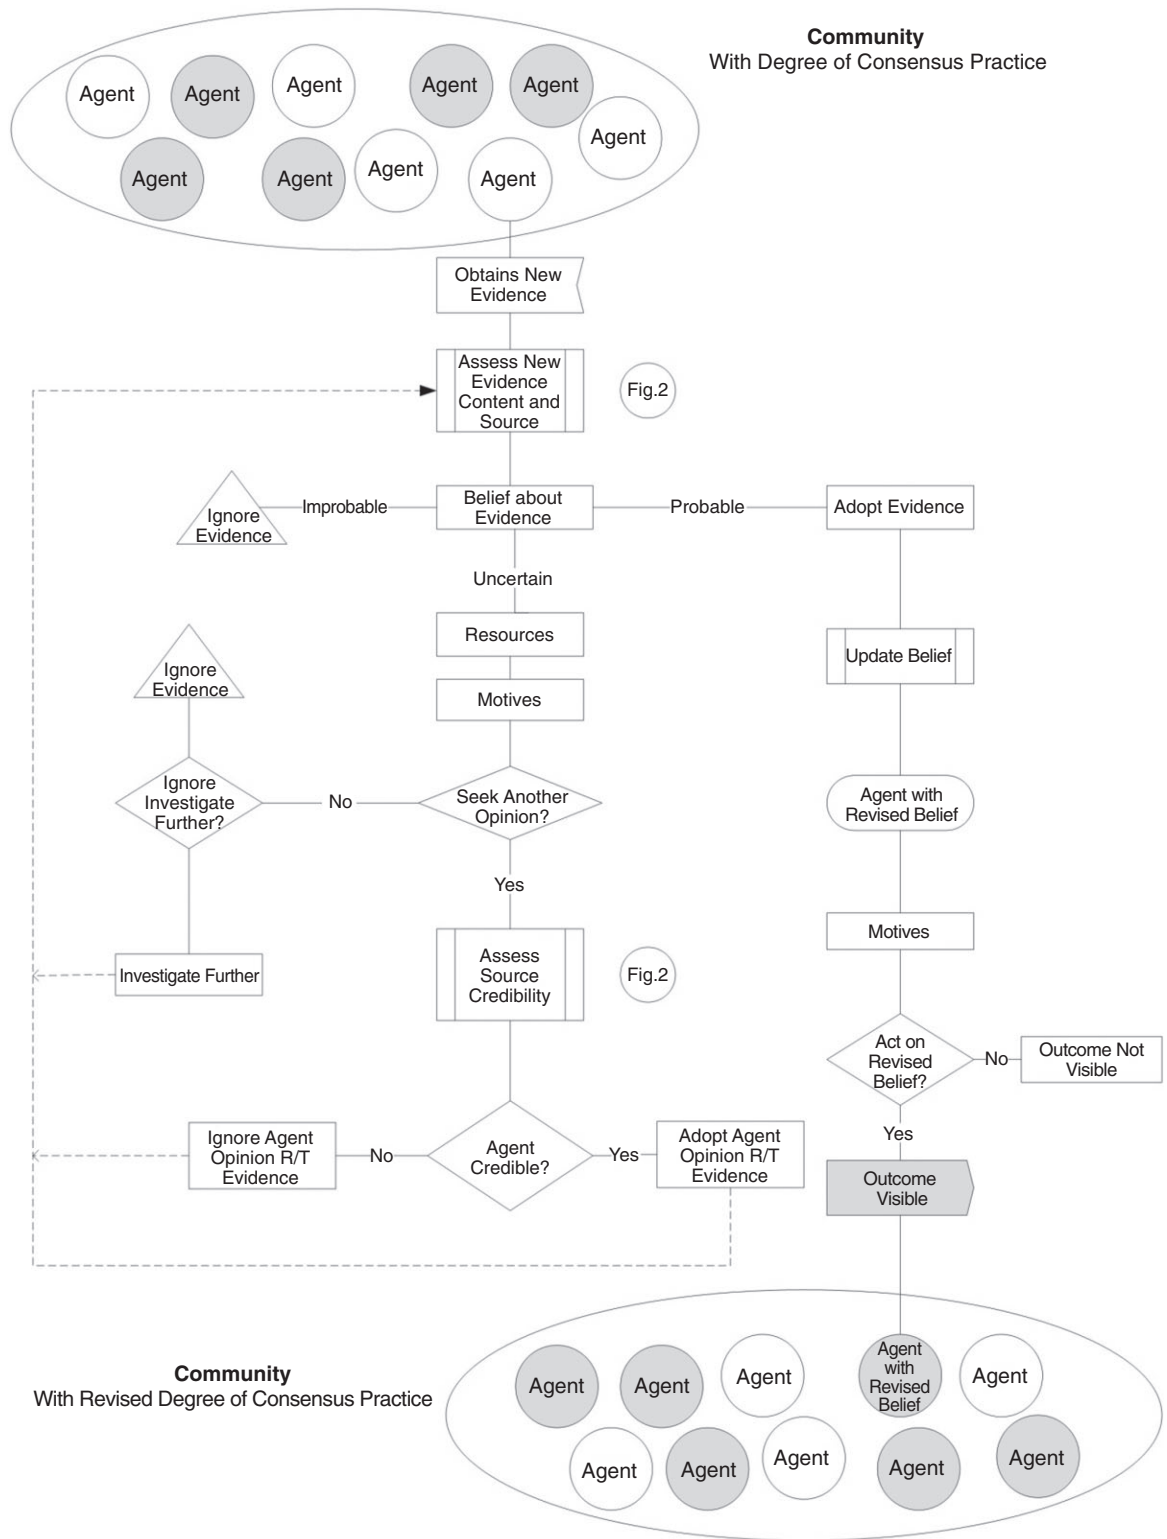 Community
With Degree of Consensus Practice
Agent
Agent
Agent
Agent
Agent
Agent
Agent
Agent
Agent
Agent
Obtains New
Evidence
Assess New
Evidence
Content and
Source
Fig.2
Ignore
Evidence
Improbable
Belief about
Evidence
Probable
Adopt Evidence
Uncertain
Resources
Update Belief
Ignore
Evidence
Motives
Ignore
Investigate
Further?
No
Seek Another
Opinion?
Agent with
Revised Belief
Yes
Motives
Investigate Further
Assess
Source
Credibility
Fig.2
Act on
Revised
Belief?
No
Outcome Not
Visible
Yes
Ignore Agent
Opinion R/T
Evidence
No
Agent
Credible?
Yes
Adopt Agent
Opinion R/T
Evidence
Outcome
Visible
Community
With Revised Degree of Consensus Practice
Agent
Agent
Agent
Agent
with
Revised
Belief
Agent
Agent
Agent
Agent
Agent
Agent